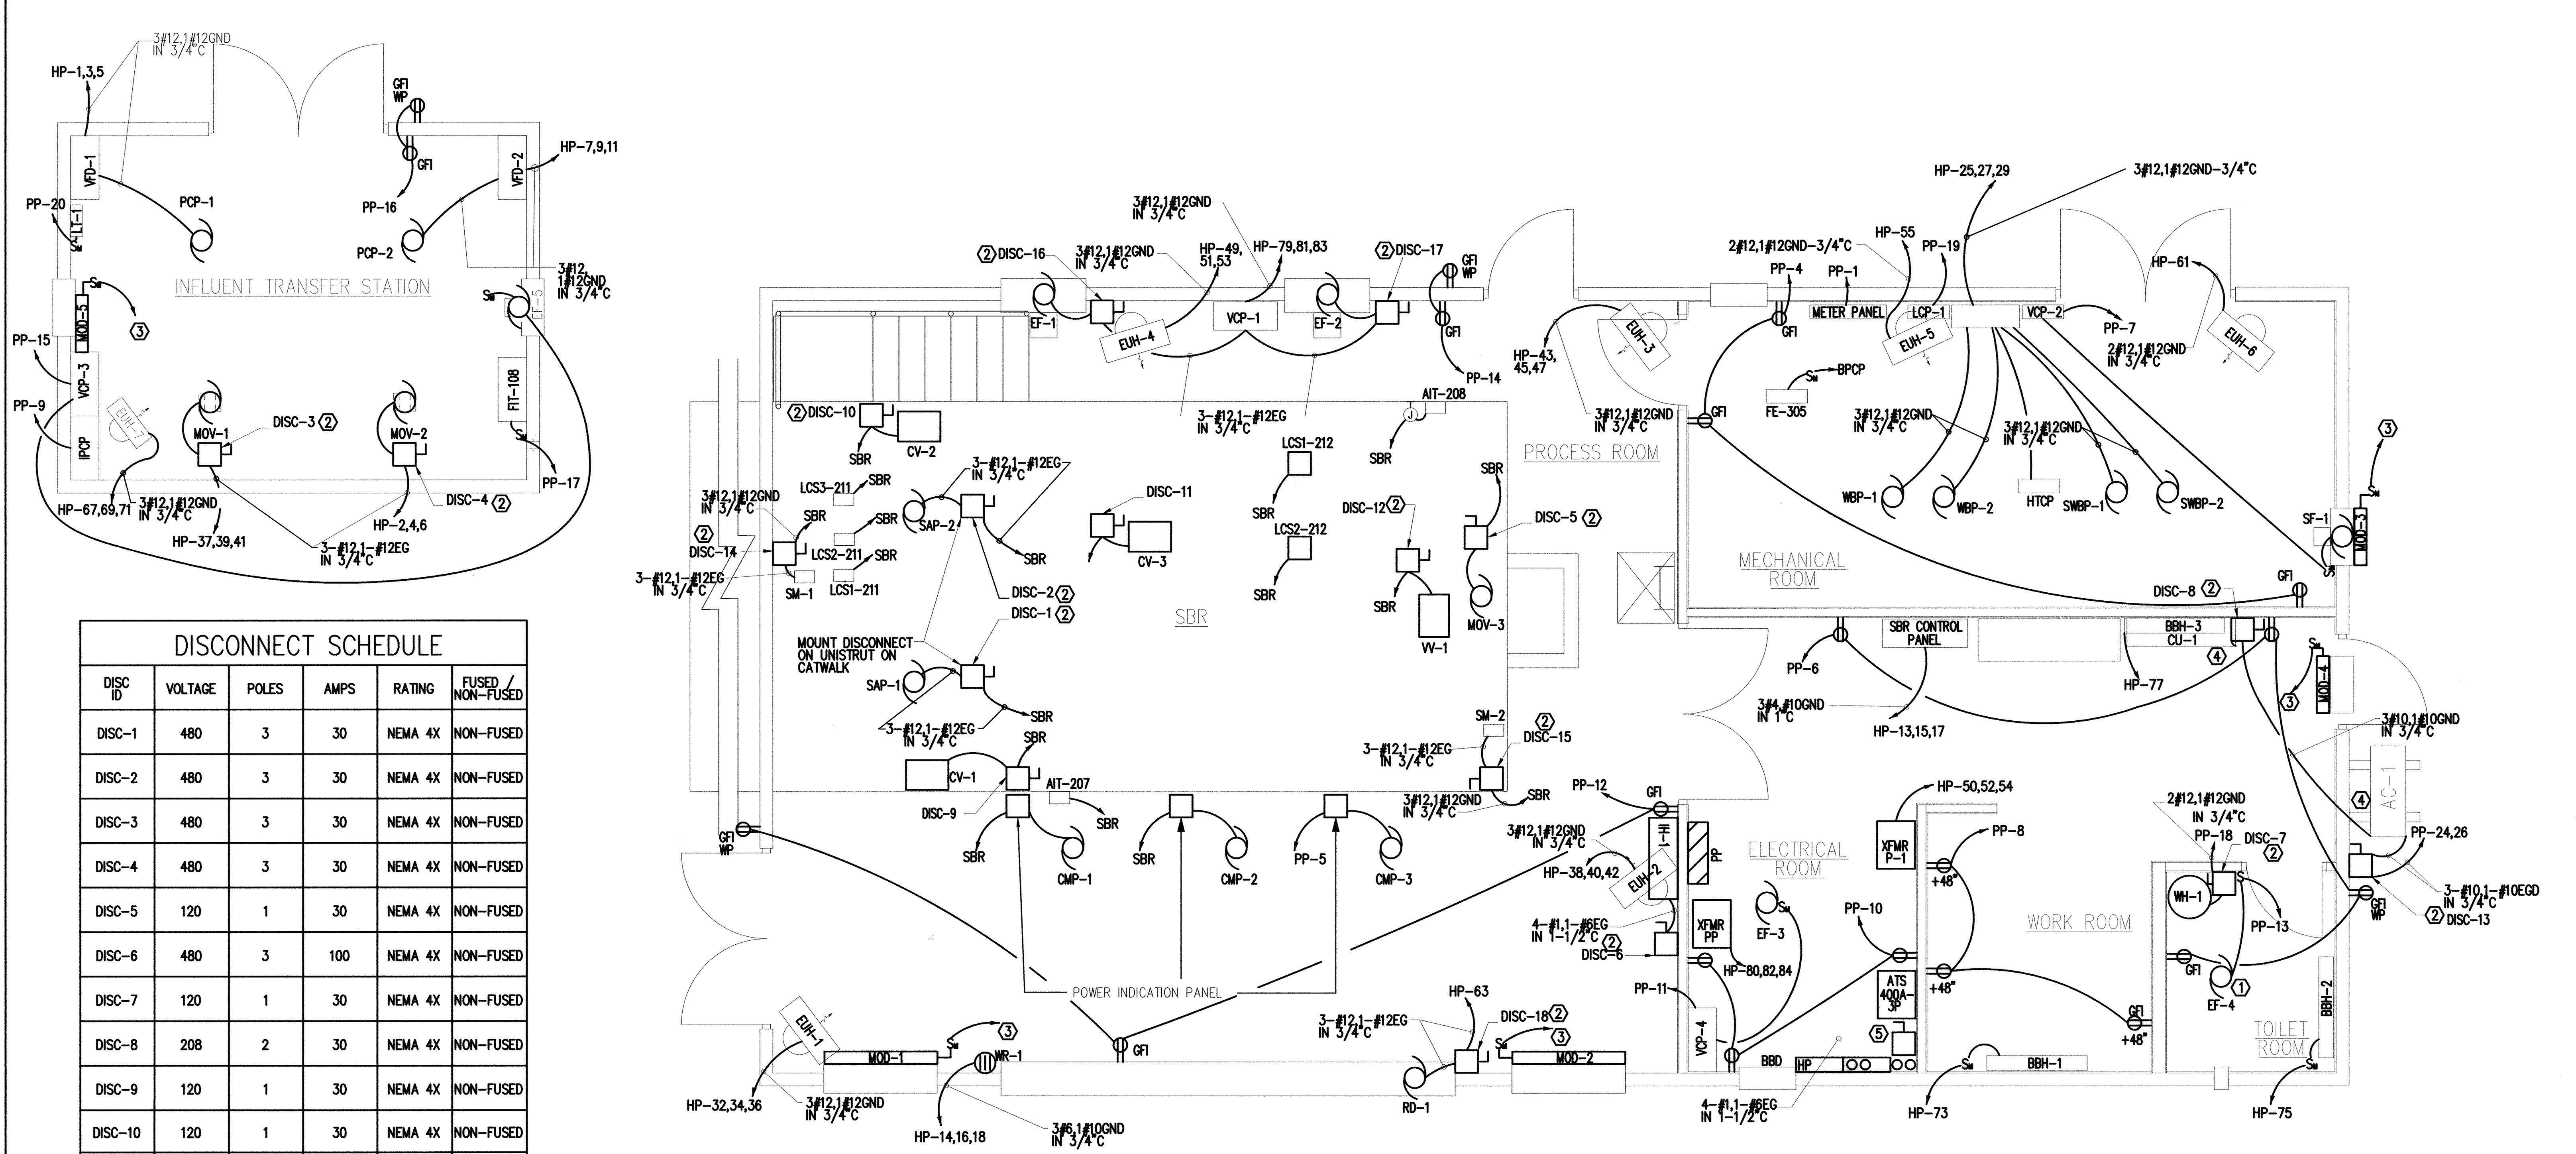 3#12,1#12GND
IN 3/4"C
HP-1,3,5
GFI
WP
GFI
HP-7,9,11
VFD-1
VFD-2
PP-20
LT-1
PCP-1
PP-16
PCP-2
INFLUENT TRANSFER STATION
3#12,
1#12GND
IN 3/4"C
EF-5
MOD-5
3
PP-15
VCP-3
PP-9
IPCP
EUH-7
MOV-1
DISC-3 2
MOV-2
FIT-108
DISC-4 2
PP-17
HP-67,69,71
3#12,1#12GND
IN 3/4"C
HP-37,39,41
HP-2,4,6
3-#12,1-#12EG
IN 3/4"C
DISCONNECT SCHEDULE
DISC ID VOLTAGE POLES AMPS RATING FUSED / NON-FUSED
DISC-1 480 3 30 NEMA 4X NON-FUSED
DISC-2 480 3 30 NEMA 4X NON-FUSED
DISC-3 480 3 30 NEMA 4X NON-FUSED
DISC-4 480 3 30 NEMA 4X NON-FUSED
DISC-5 120 1 30 NEMA 4X NON-FUSED
DISC-6 480 3 100 NEMA 4X NON-FUSED
DISC-7 120 1 30 NEMA 4X NON-FUSED
DISC-8 208 2 30 NEMA 4X NON-FUSED
DISC-9 120 1 30 NEMA 4X NON-FUSED
DISC-10 120 1 30 NEMA 4X NON-FUSED
3#12,1#12GND
IN 3/4"C
2 DISC-16
3#12,1#12GND
IN 3/4"C
HP-49,
51,53
HP-79,81,83
2 DISC-17
GFI
WP
EF-1
EUH-4
VCP-1
EF-2
GFI
PP-14
HP-43,
45,47
EUH-3
3#12,1#12GND
IN 3/4"C
PROCESS ROOM
2 DISC-10
SBR
CV-2
3-#12,1-#12EG
IN 3/4"C
AIT-208
J
SBR
LCS1-212
SBR
LCS2-212
SBR
3-#12,1-#12EG
IN 3/4"C
3#12,1#12GND
IN 3/4"C
LCS3-211
SBR
SBR
SBR
LCS2-211
SBR
LCS1-211
2
DISC-14
3-#12,1-#12EG
IN 3/4"C
SM-1
SAP-2
SBR
DISC-11
CV-3
DISC-12 2
SBR
VV-1
SBR
DISC-5 2
MOV-3
DISC-2 2
DISC-1 2
SBR
MOUNT DISCONNECT
ON UNISTRUT ON
CATWALK
SAP-1
SBR
3-#12,1-#12EG
IN 3/4"C
SBR
CV-1
DISC-9
AIT-207
SBR
SM-2
2
DISC-15
3-#12,1-#12EG
IN 3/4"C
3#12,1#12GND
IN 3/4"C
SBR
GFI
WP
SBR
CMP-1
SBR
CMP-2
PP-5
CMP-3
POWER INDICATION PANEL
EUH-1
MOD-1
3
WR-1
GFI
HP-32,34,36
3#12,1#12GND
IN 3/4"C
HP-14,16,18
3#6,1#10GND
IN 3/4"C
HP-63
3-#12,1-#12EG
IN 3/4"C
DISC-18 2
3
RD-1
MOD-2
HP-25,27,29
3#12,1#12GND-3/4"C
2#12,1#12GND-3/4"C
HP-55
PP-19
PP-4
PP-1
HP-61
GFI
METER PANEL
LCP-1
VCP-2
PP-7
EUH-5
EUH-6
2#12,1#12GND
IN 3/4"C
BPCP
FE-305
GFI
3#12,1#12GND
IN 3/4"C
3#12,1#12GND
IN 3/4"C
WBP-1
WBP-2
HTCP
SWBP-1
SWBP-2
3
SF-1
MOD-3
MECHANICAL
ROOM
DISC-8 2
GFI
SBR CONTROL
PANEL
BBH-3
CU-1
4
PP-6
HP-77
3#4,#10GND
IN 1"C
HP-13,15,17
3
MOD-4
3#10,1#10GND
IN 3/4"C
AC-1
4
PP-24,26
3-#10,1-#10EGD
IN 3/4"C
2 DISC-13
GFI
WP
PP-12
GFI
3#12,1#12GND
IN 3/4"C
HP-38,40,42
EUH-2
PP
4-#1,1-#6EG
IN 1-1/2"C
2
DISC-6
XFMR
PP
HP-80,82,84
PP-11
VCP-4
ELECTRICAL
ROOM
EF-3
XFMR
P-1
HP-50,52,54
PP-8
+48"
PP-10
+48"
ATS
400A-
3P
5
BBD
HP
4-#1,1-#6EG
IN 1-1/2"C
WORK ROOM
GFI
+48"
BBH-1
HP-73
2#12,1#12GND
IN 3/4"C
PP-18
DISC-7
2
WH-1
PP-13
GFI
EF-4
1
BBH-2
TOILET
ROOM
HP-75